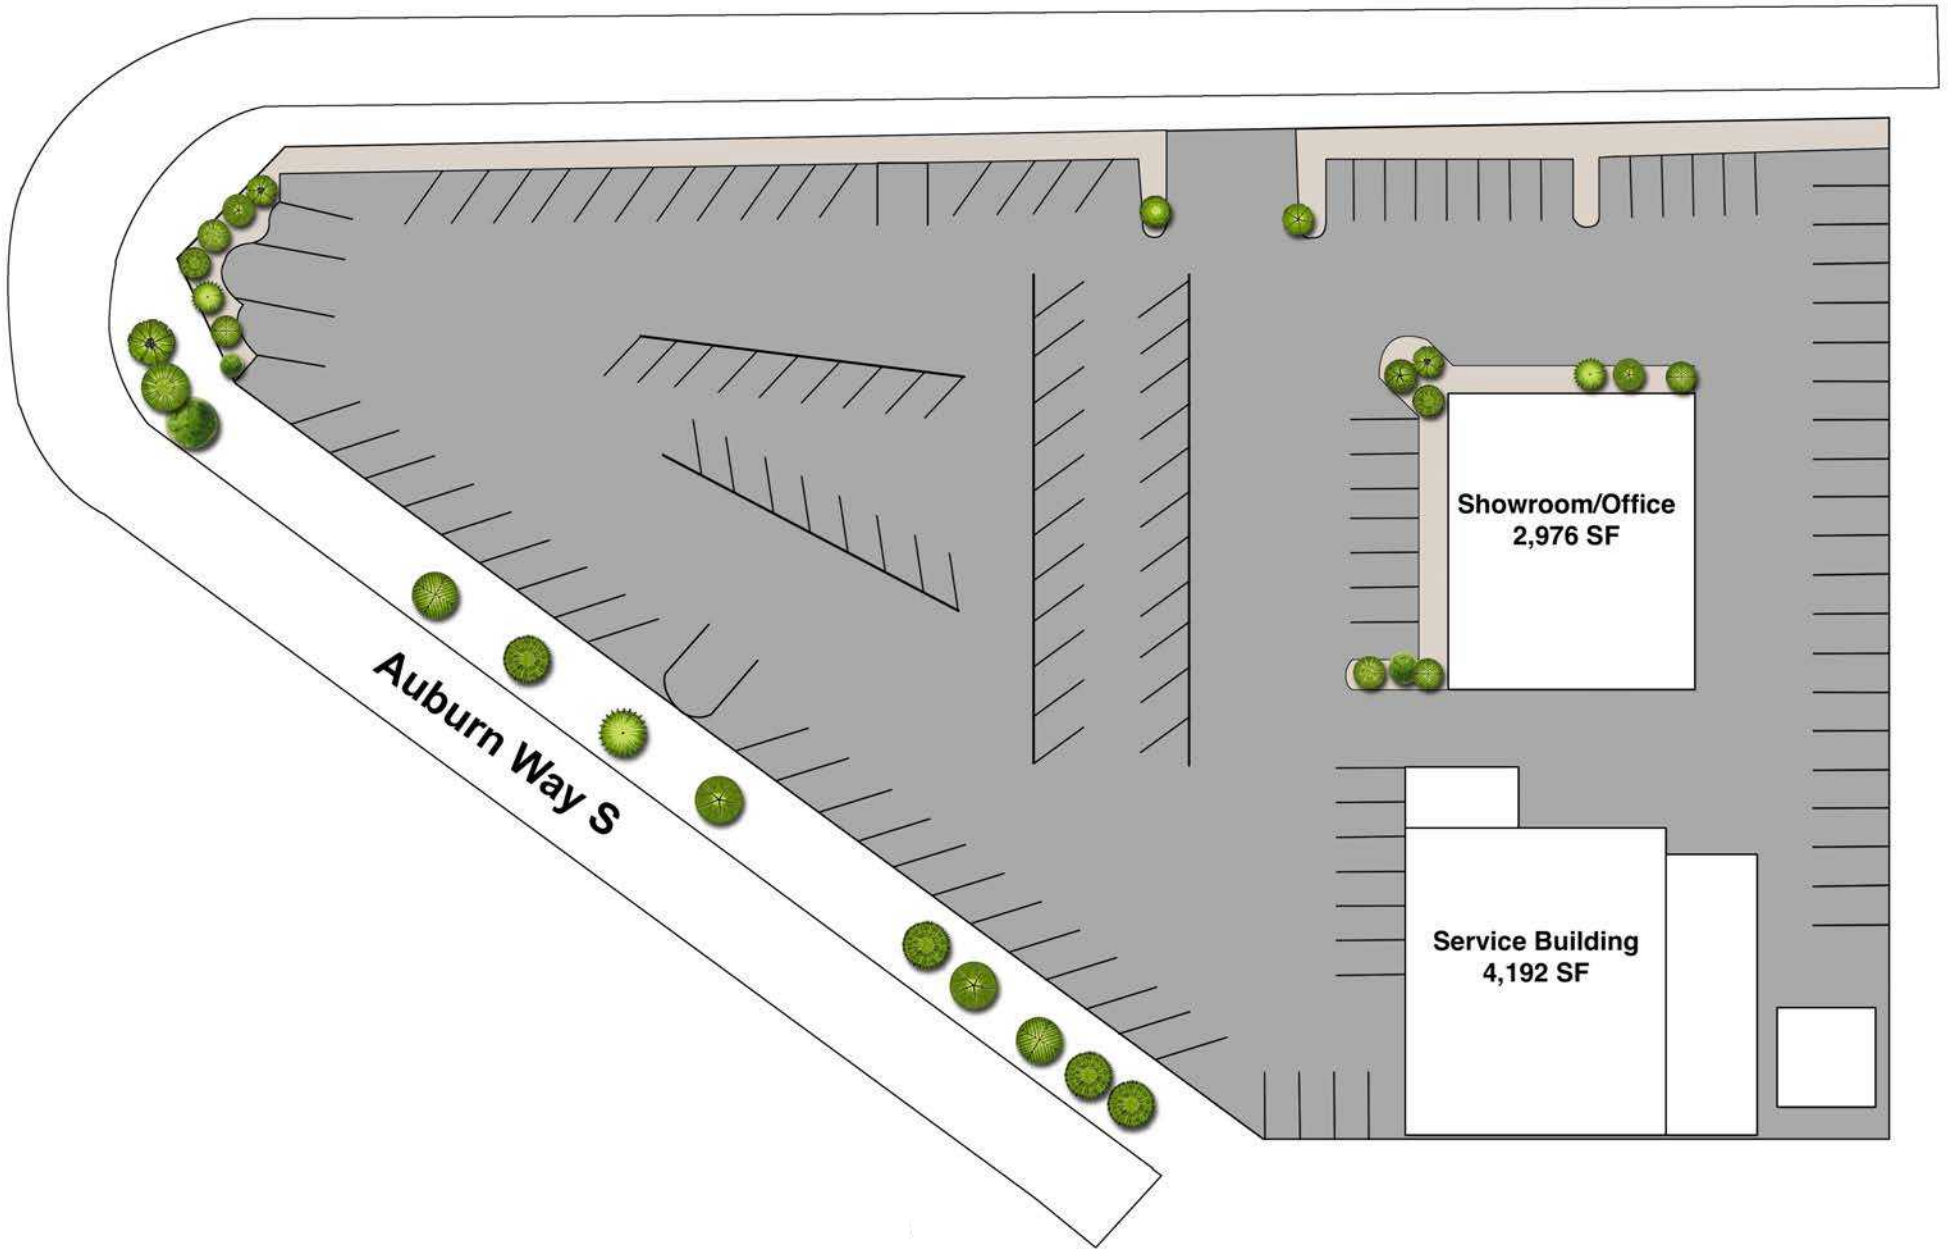 Showroom/Office
2,976 SF
Auburn Way S
Service Building
4,192 SF